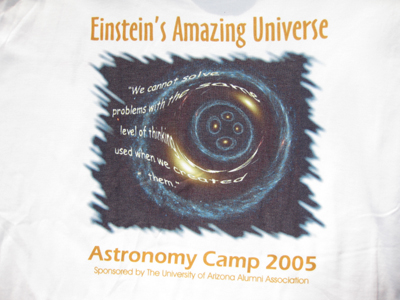 Einstein's Amazing Universe
"We cannot solve
problems with the same
level of thinking
used when we created
them."
Astronomy Camp 2005
Sponsored by The University of Arizona Alumni Association